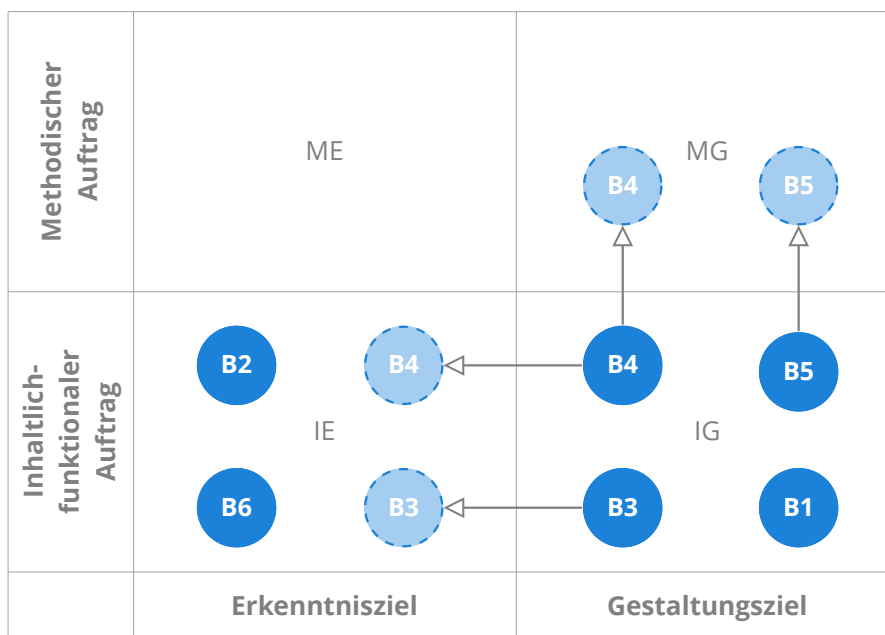 Methodischer
Auftrag
ME
MG
B4
B5
Inhaltlich-
funktionaler
Auftrag
B2
B4
B4
B5
IE
IG
B6
B3
B3
B1
Erkenntnisziel
Gestaltungsziel